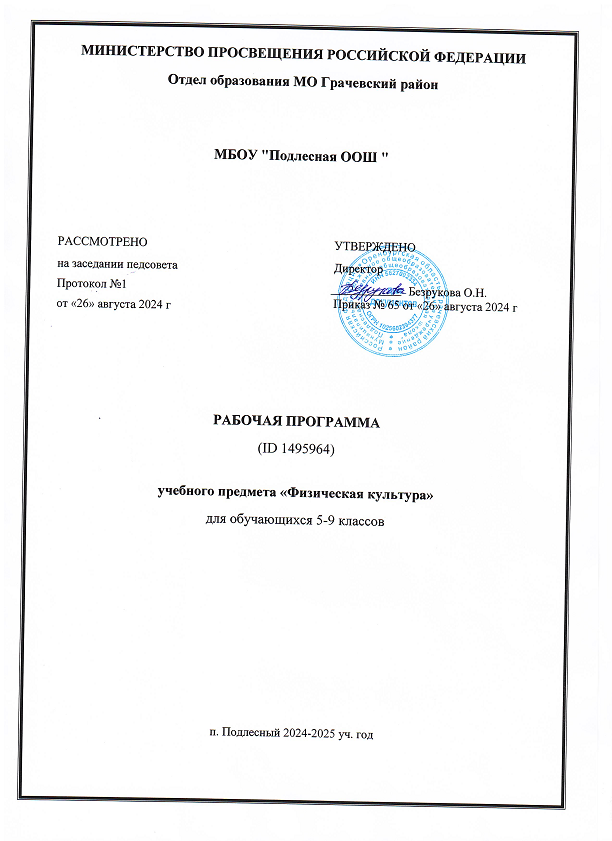 МИНИСТЕРСТВО ПРОСВЕЩЕНИЯ РОССИЙСКОЙ ФЕДЕРАЦИИ
Отдел образования МО Грачевский район
МБОУ "Подлесная ООШ "
РАССМОТРЕНО
на заседании педсовета
Протокол №1
от «26» августа 2024 г
УТВЕРЖДЕНО
Директор
Безрукова О.Н.
Приказ № 65 от «26» августа 2024 г
РАБОЧАЯ ПРОГРАММА
(ID 1495964)
учебного предмета «Физическая культура»
для обучающихся 5-9 классов
п. Подлесный 2024-2025 уч. год